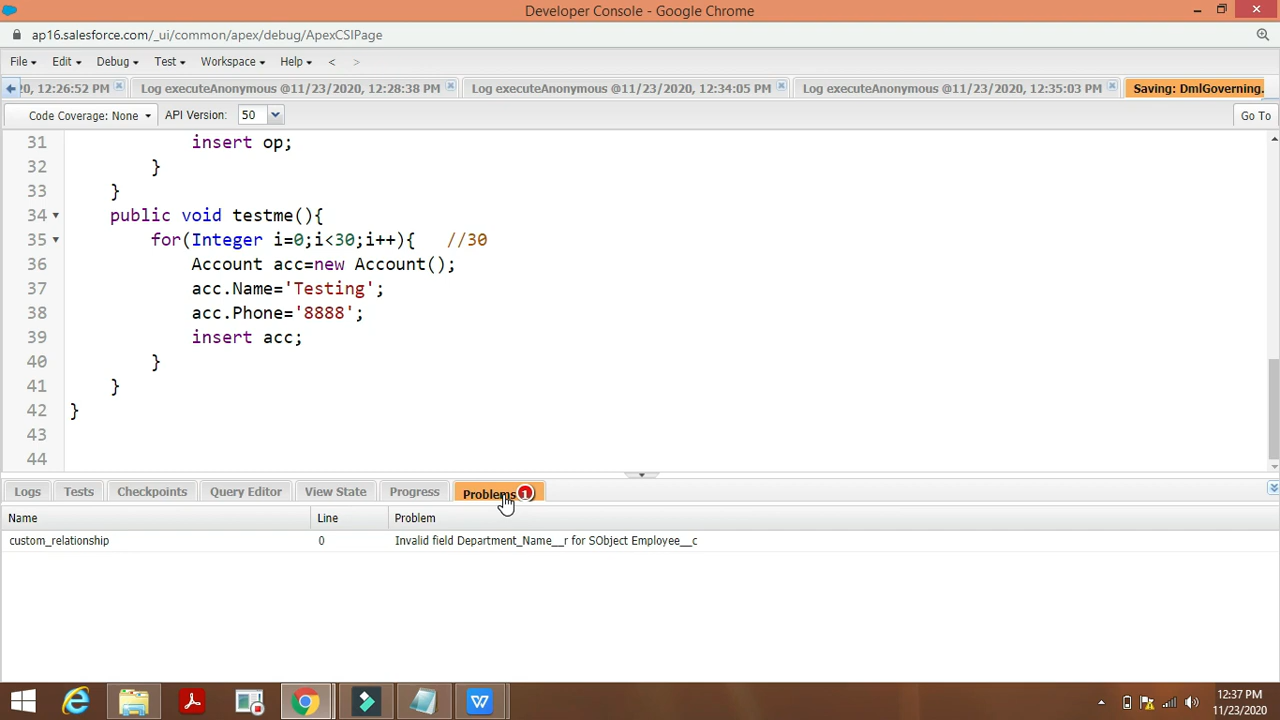 Developer Console - Google Chrome
ap16.salesforce.com/_ui/common/apex/debug/ApexCSIPage
File Edit Debug Test Workspace Help < >
0, 12:26:52 PM Log executeAnonymous @11/23/2020, 12:28:38 PM Log executeAnonymous @11/23/2020, 12:34:05 PM Log executeAnonymous @11/23/2020, 12:35:03 PM Saving: DmlGoverning.
Code Coverage: None API Version: 50 Go To
31 insert op;
32 }
33 }
34 public void testme(){
35 for(Integer i=0;i<30;i++){ //30
36 Account acc=new Account();
37 acc.Name='Testing';
38 acc.Phone='8888';
39 insert acc;
40 }
41 }
42 }
43
44
Logs Tests Checkpoints Query Editor View State Progress Problems 1
Name Line Problem
custom_relationship 0 Invalid field Department_Name__r for SObject Employee__c
12:37 PM
11/23/2020